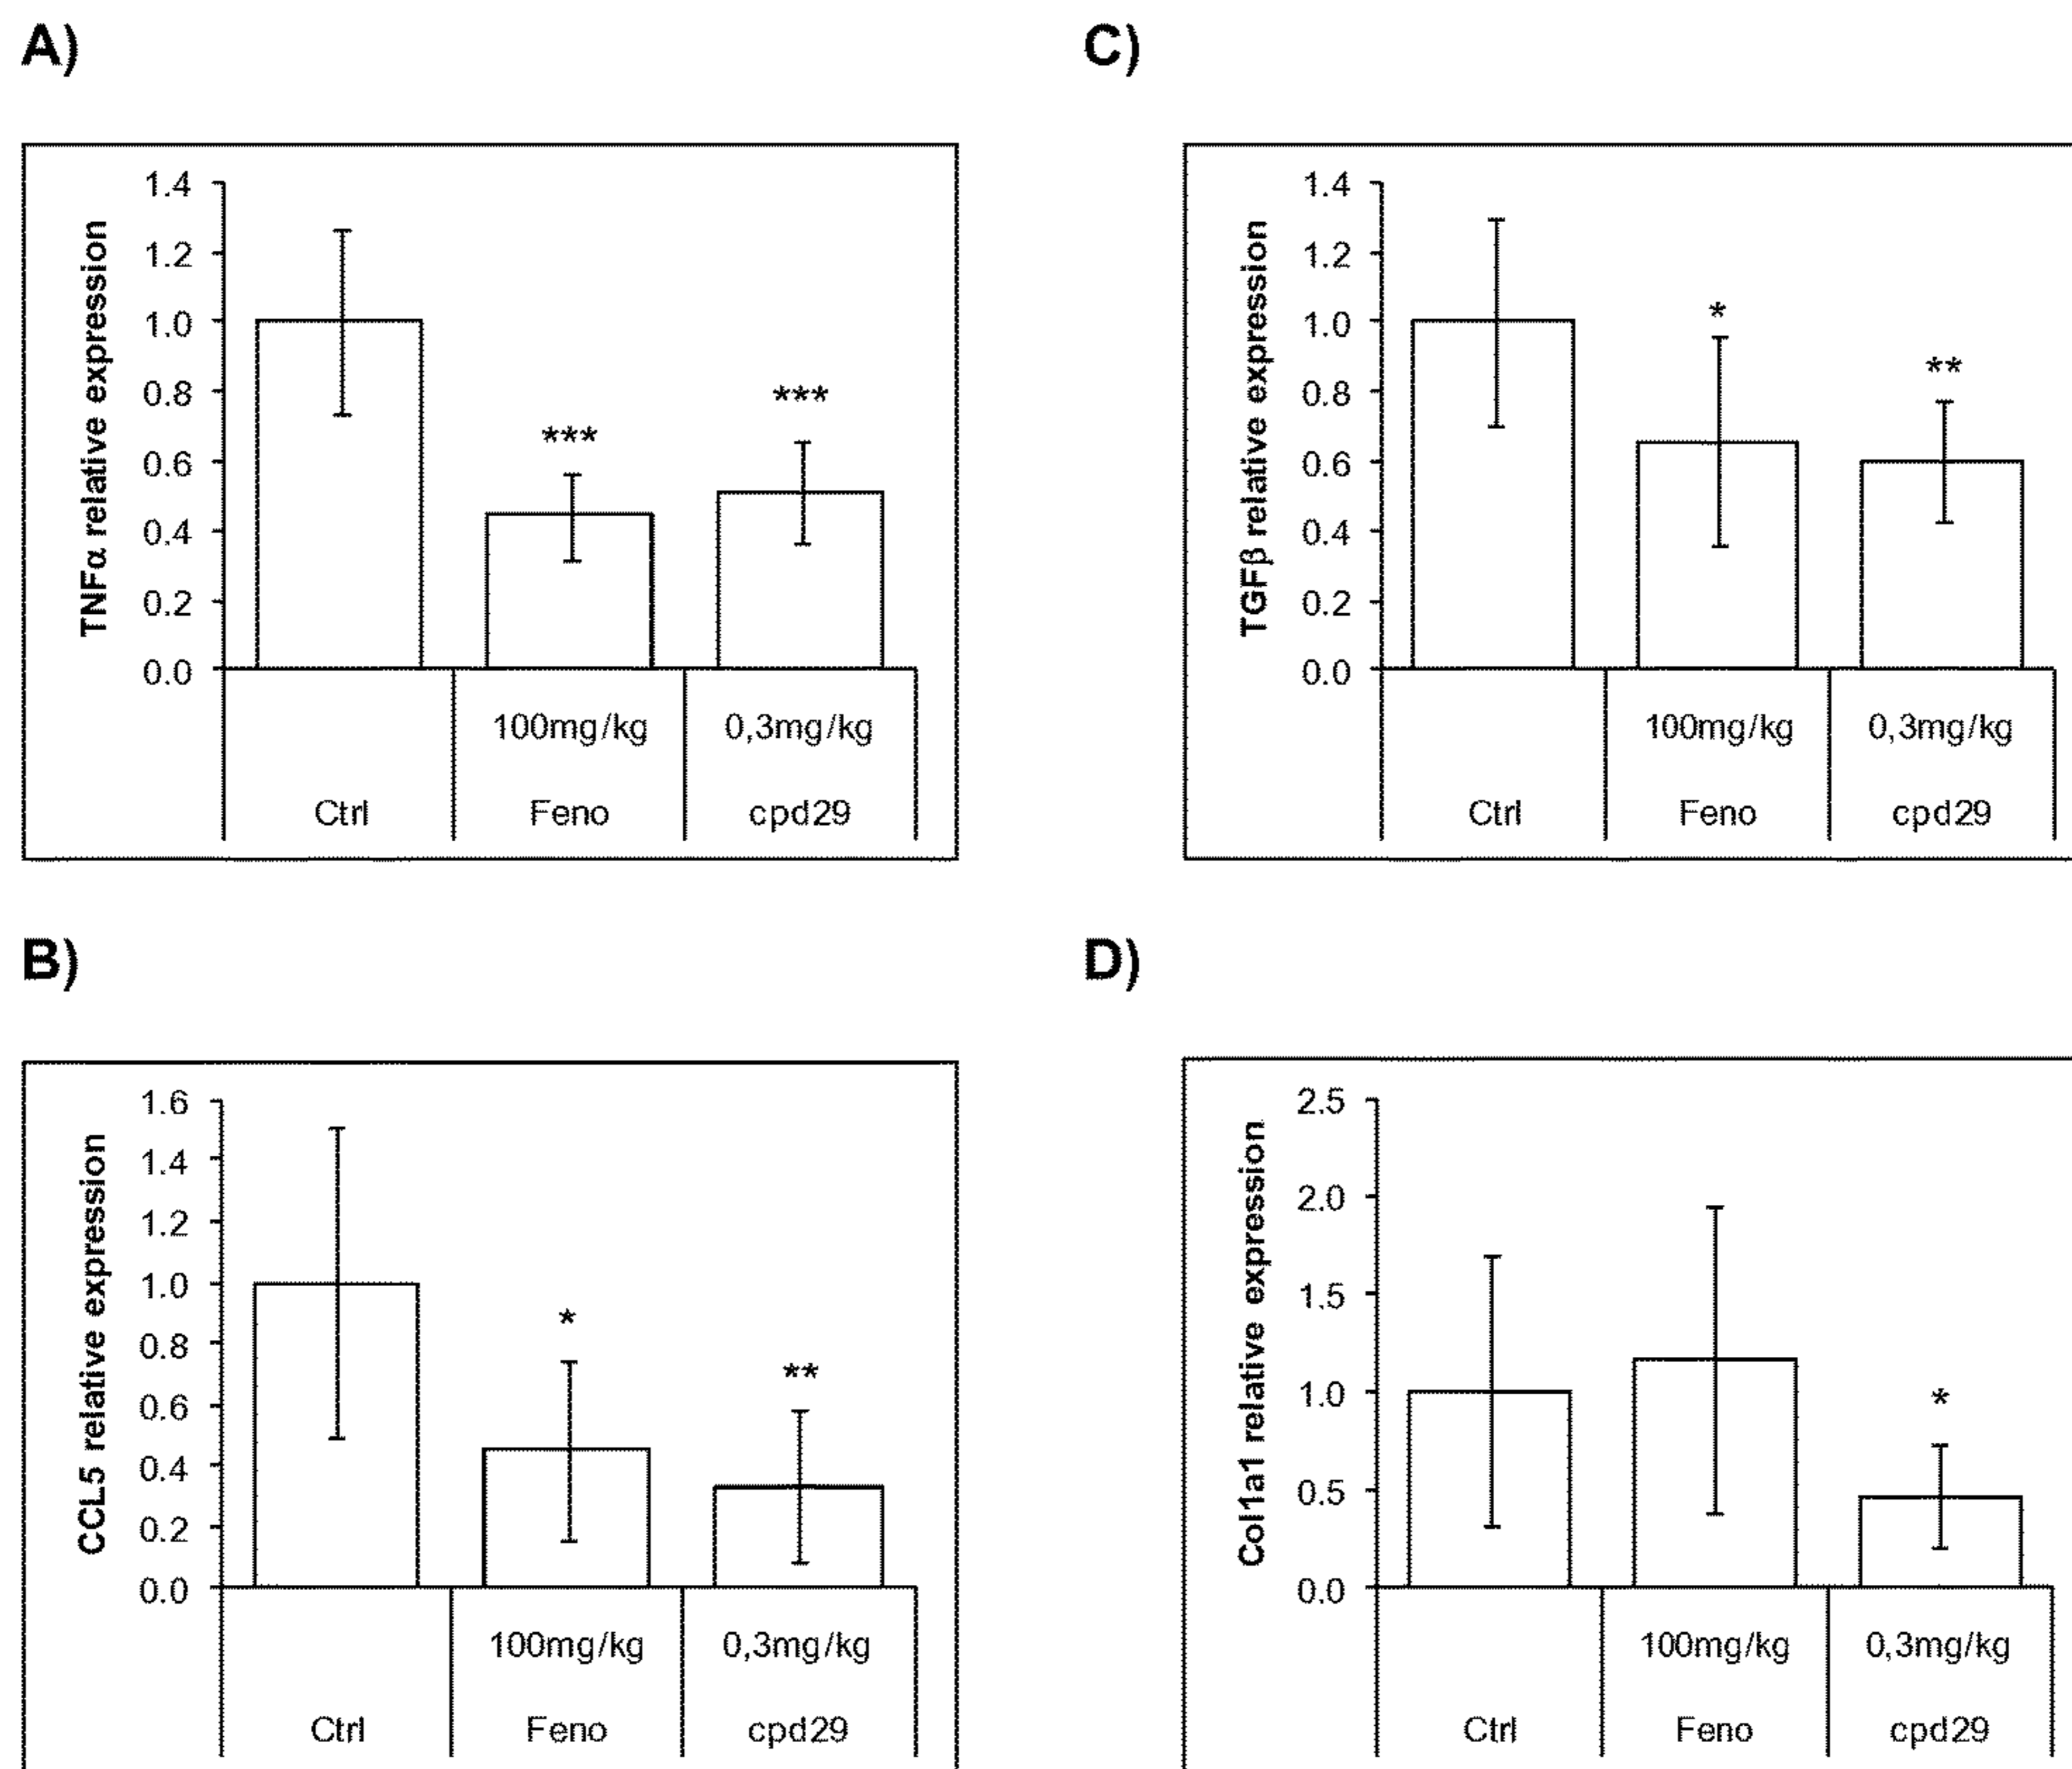 A)
TNFα relative expression
1.4
1.2
1.0
0.8
0.6
0.4
0.2
0.0
***
***
100mg/kg 0,3mg/kg
Ctrl Feno cpd29
C)
TGFβ relative expression
1.4
1.2
1.0
0.8
0.6
0.4
0.2
0.0
*
**
100mg/kg 0,3mg/kg
Ctrl Feno cpd29
B)
CCL5 relative expression
1.6
1.4
1.2
1.0
0.8
0.6
0.4
0.2
0.0
*
**
100mg/kg 0,3mg/kg
Ctrl Feno cpd29
D)
Col1a1 relative expression
2.5
2.0
1.5
1.0
0.5
0.0
*
100mg/kg 0,3mg/kg
Ctrl Feno cpd29